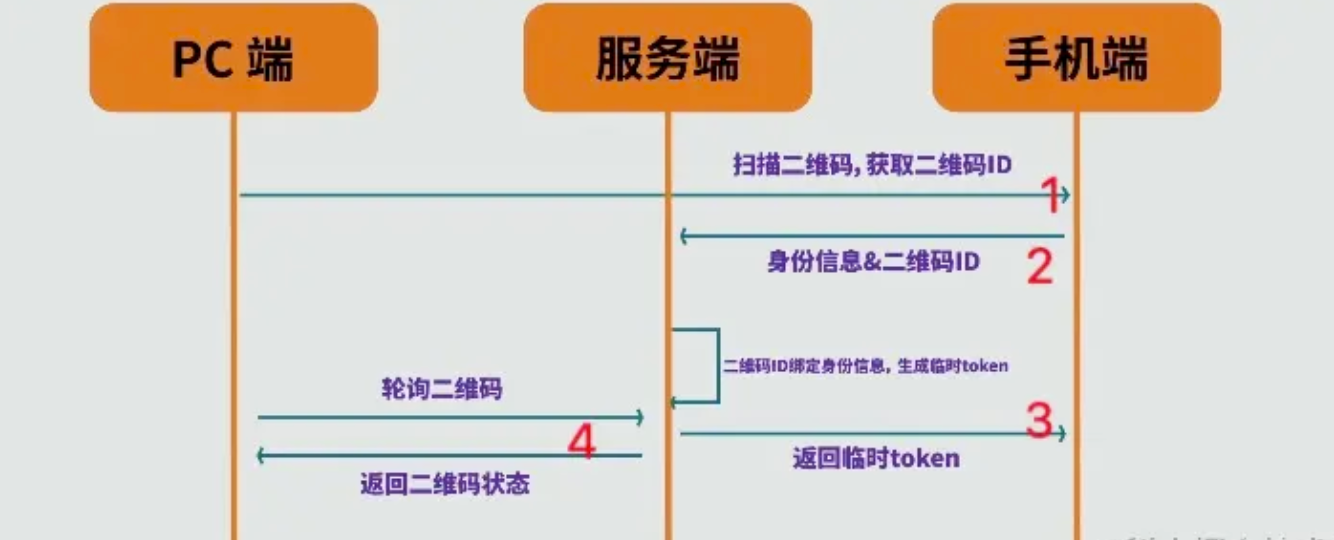 PC 端
服务端
手机端
扫描二维码, 获取二维码ID
1
身份信息&二维码ID
2
二维码ID绑定身份信息, 生成临时token
轮询二维码
3
4
返回临时token
返回二维码状态